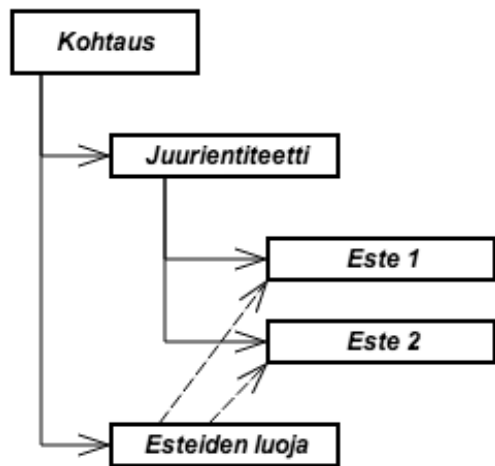 Kohtaus
Juurientiteetti
Este 1
Este 2
Esteiden luoja